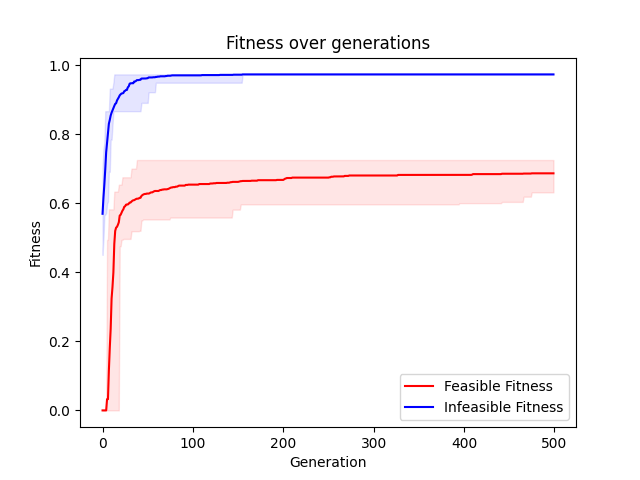 Fitness over generations
Fitness
1.0
0.8
0.6
0.4
0.2
0.0
0 100 200 300 400 500
Generation
Feasible Fitness
Infeasible Fitness